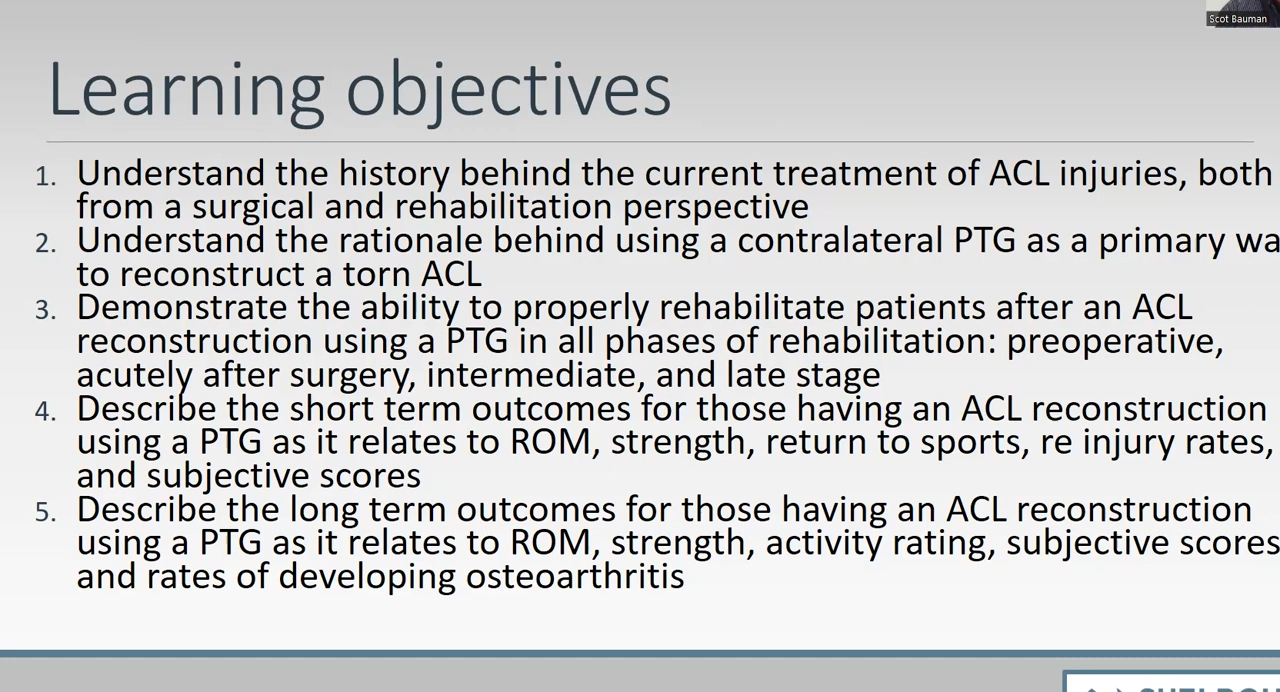 Scot Bauman
Learning objectives
1. Understand the history behind the current treatment of ACL injuries, both
from a surgical and rehabilitation perspective
2. Understand the rationale behind using a contralateral PTG as a primary wa
to reconstruct a torn ACL
3. Demonstrate the ability to properly rehabilitate patients after an ACL
reconstruction using a PTG in all phases of rehabilitation: preoperative,
acutely after surgery, intermediate, and late stage
4. Describe the short term outcomes for those having an ACL reconstruction
using a PTG as it relates to ROM, strength, return to sports, re injury rates,
and subjective scores
5. Describe the long term outcomes for those having an ACL reconstruction
using a PTG as it relates to ROM, strength, activity rating, subjective scores
and rates of developing osteoarthritis